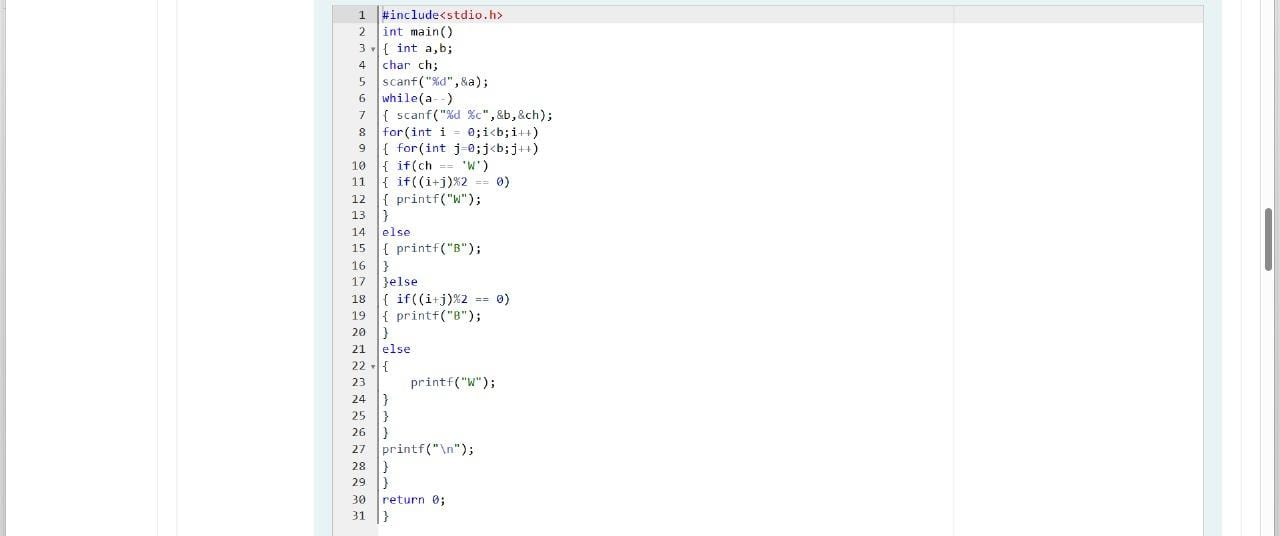 1 #include<stdio.h>
2 int main()
3 { int a,b;
4 char ch;
5 scanf("%d",&a);
6 while(a--)
7 { scanf("%d %c",&b,&ch);
8 for(int i = 0;i<b;i++)
9 { for(int j=0;j<b;j++)
10 { if(ch == 'W')
11 { if((i+j)%2 == 0)
12 { printf("W");
13 }
14 else
15 { printf("B");
16 }
17 }else
18 { if((i+j)%2 == 0)
19 { printf("B");
20 }
21 else
22 {
23     printf("W");
24 }
25 }
26 }
27 printf("\n");
28 }
29 }
30 return 0;
31 }